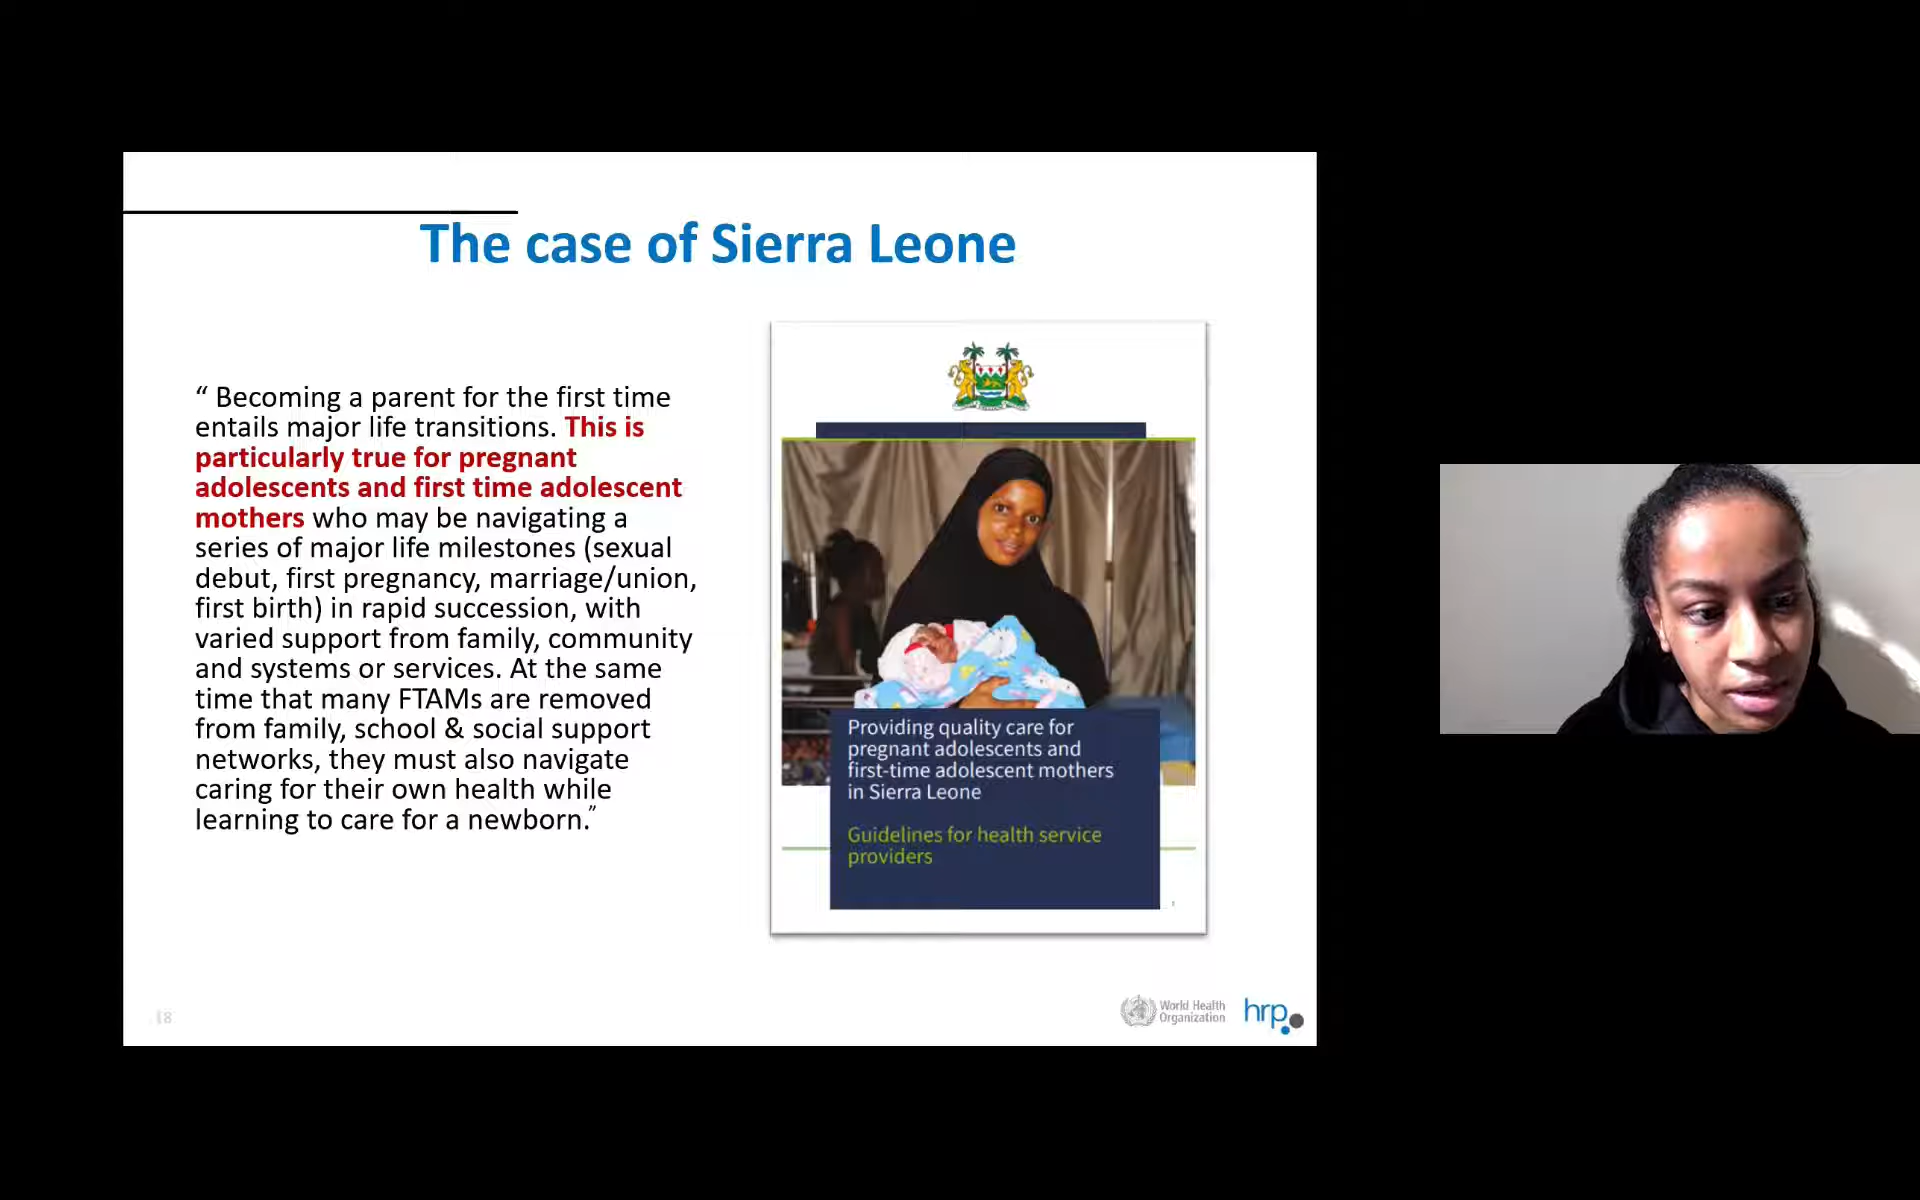 The case of Sierra Leone
“ Becoming a parent for the first time
entails major life transitions. This is
particularly true for pregnant
adolescents and first time adolescent
mothers who may be navigating a
series of major life milestones (sexual
debut, first pregnancy, marriage/union,
first birth) in rapid succession, with
varied support from family, community
and systems or services. At the same
time that many FTAMs are removed
from family, school & social support
networks, they must also navigate
caring for their own health while
learning to care for a newborn.”
Providing quality care for
pregnant adolescents and
first-time adolescent mothers
in Sierra Leone
Guidelines for health service
providers
World Health
Organization
hrp